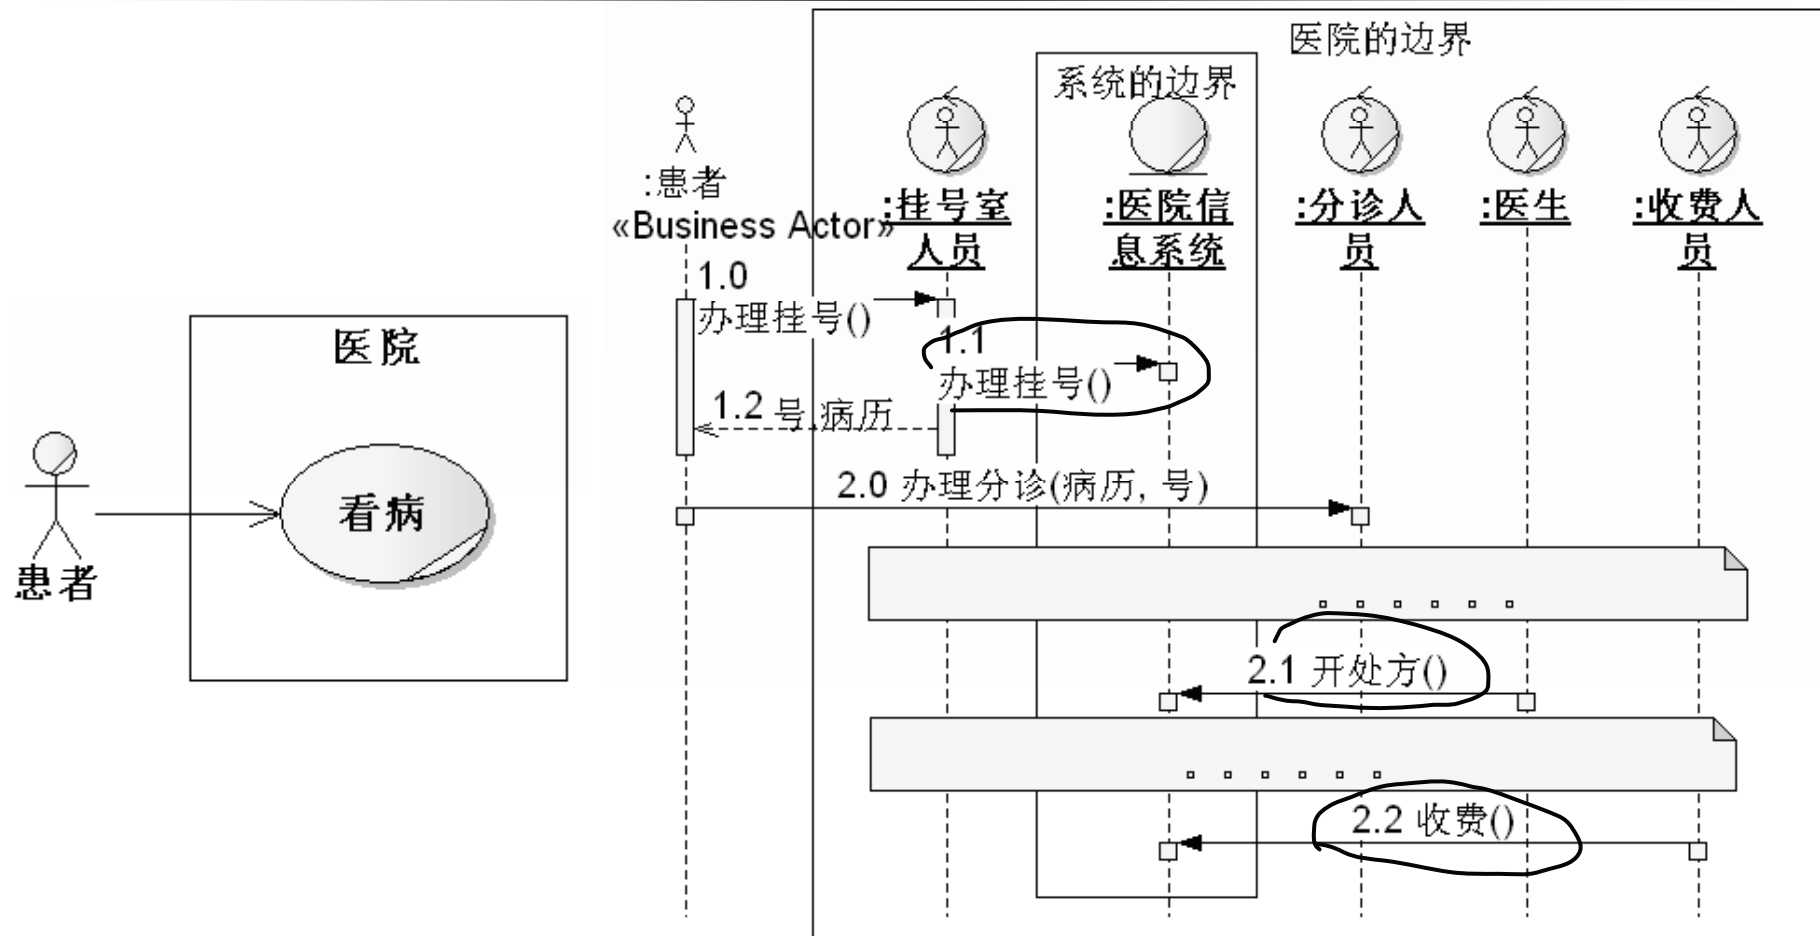 医院
看病
患者
医院的边界
系统的边界
:患者
«Business Actor»
:挂号室
人员
:医院信
息系统
:分诊人
员
:医生
:收费人
员
1.0
办理挂号()
1.1
办理挂号()
1.2 号,病历
2.0 办理分诊(病历, 号)
2.1 开处方()
2.2 收费()